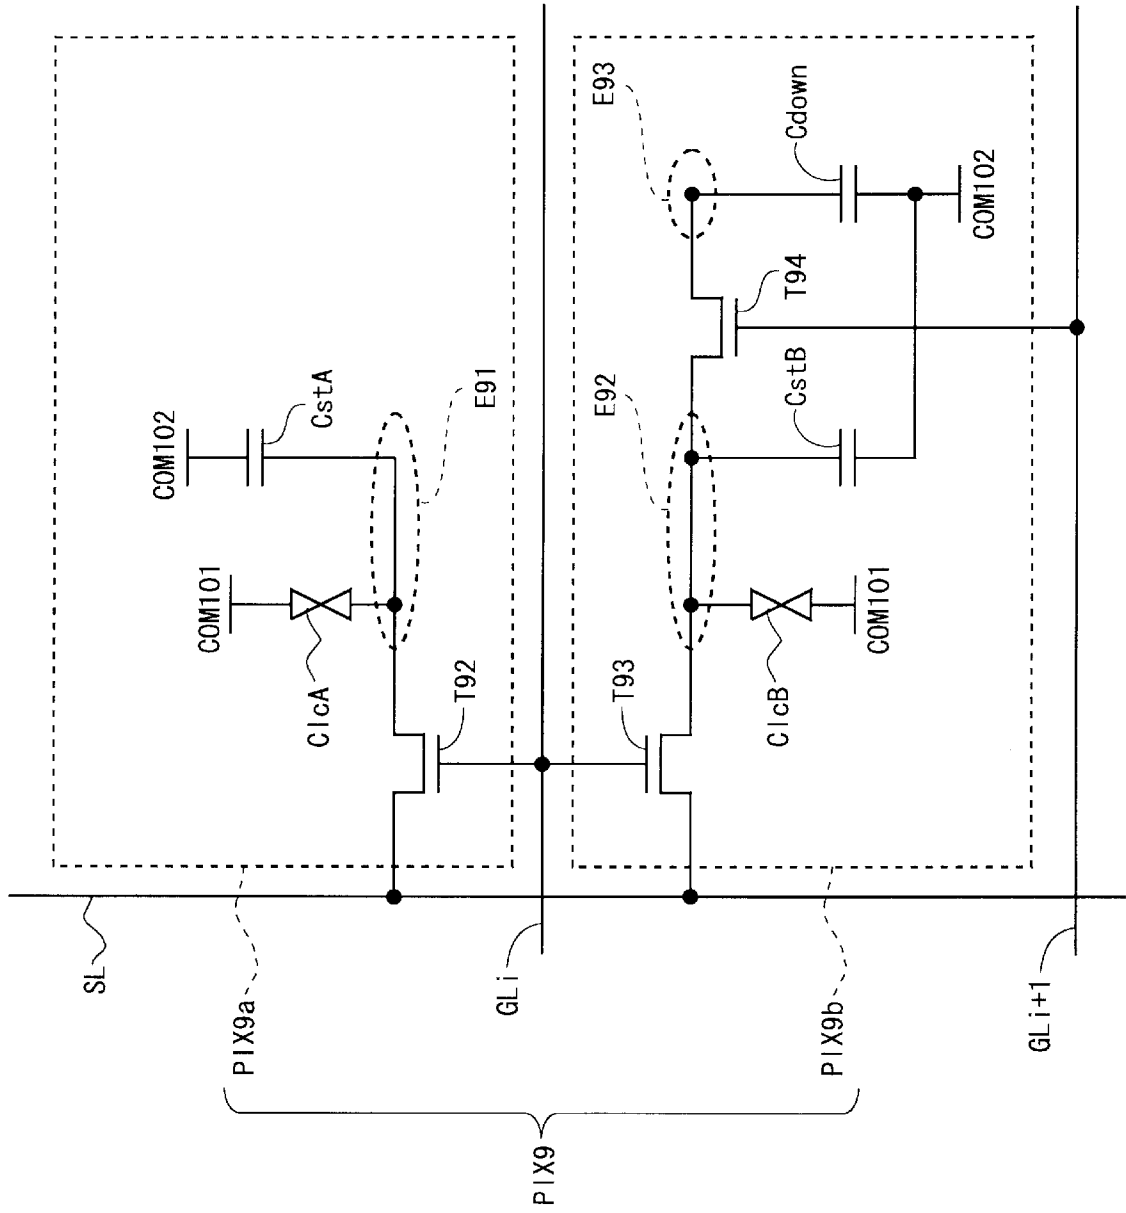 E93
Cdown
COM102
T94
CstA
COM102
E91
E92
CstB
COM101
ClcA
T92
T93
ClcB
COM101
SL
PIX9a
GLi
PIX9b
GLi+1
PIX9